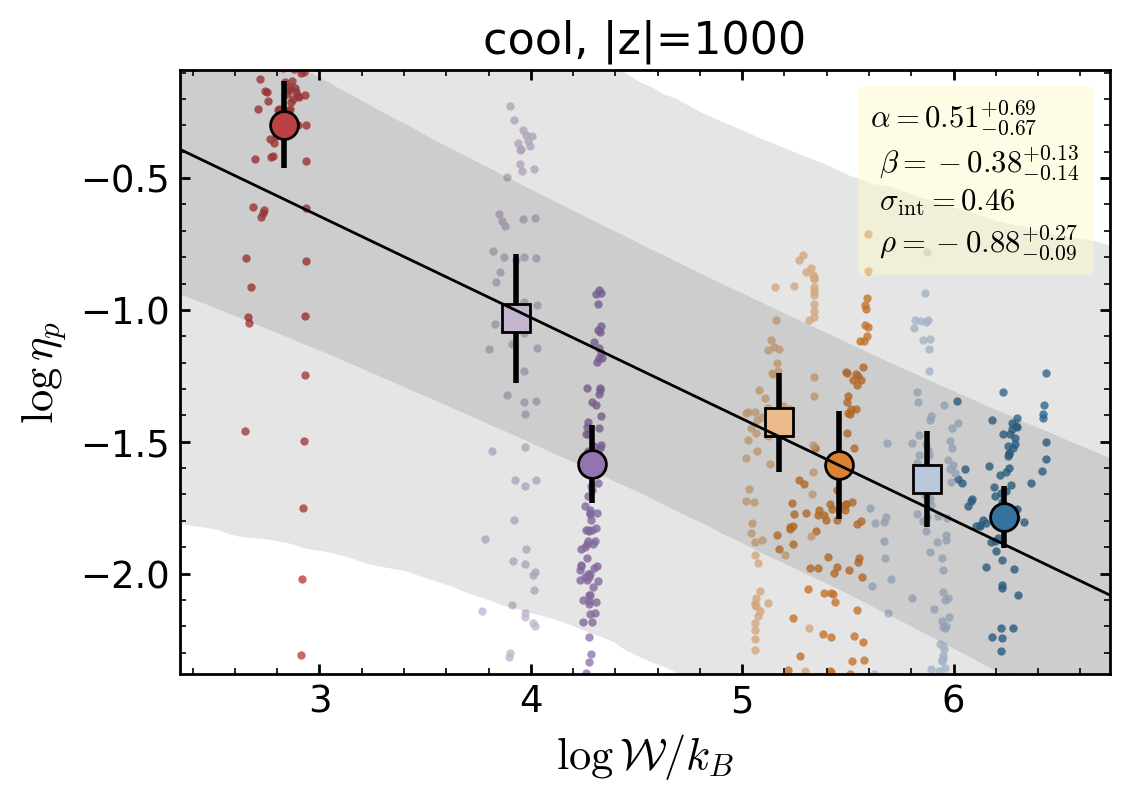 cool, |z|=1000
α = 0.51^{+0.69}_{-0.67}
β = −0.38^{+0.13}_{-0.14}
σ_{int} = 0.46
ρ = −0.88^{+0.27}_{-0.09}
log η_p
−0.5
−1.0
−1.5
−2.0
3 4 5 6
log 𝒲/k_B